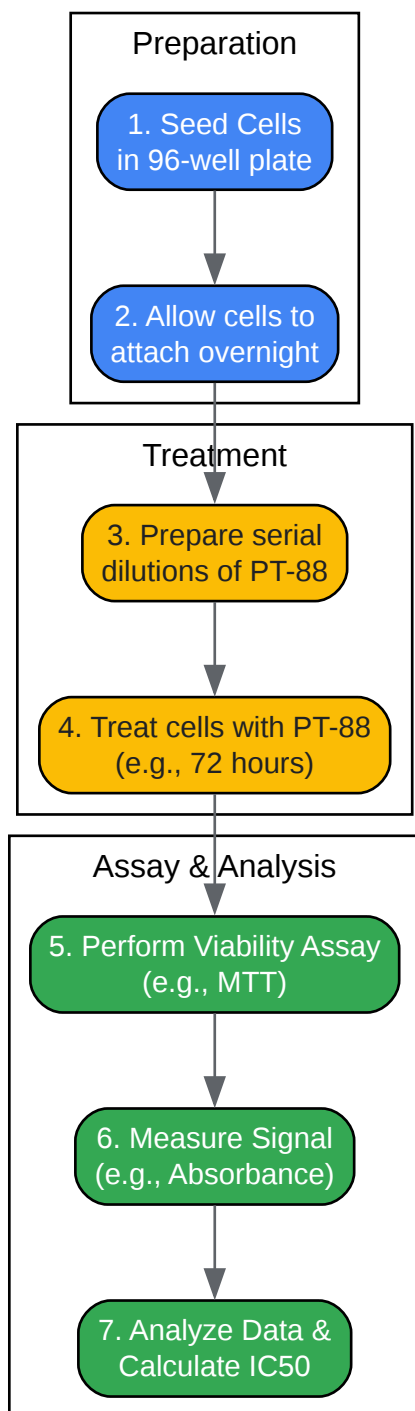 Preparation
1. Seed Cells
in 96-well plate
2. Allow cells to
attach overnight
Treatment
3. Prepare serial
dilutions of PT-88
4. Treat cells with PT-88
(e.g., 72 hours)
Assay & Analysis
5. Perform Viability Assay
(e.g., MTT)
6. Measure Signal
(e.g., Absorbance)
7. Analyze Data &
Calculate IC50